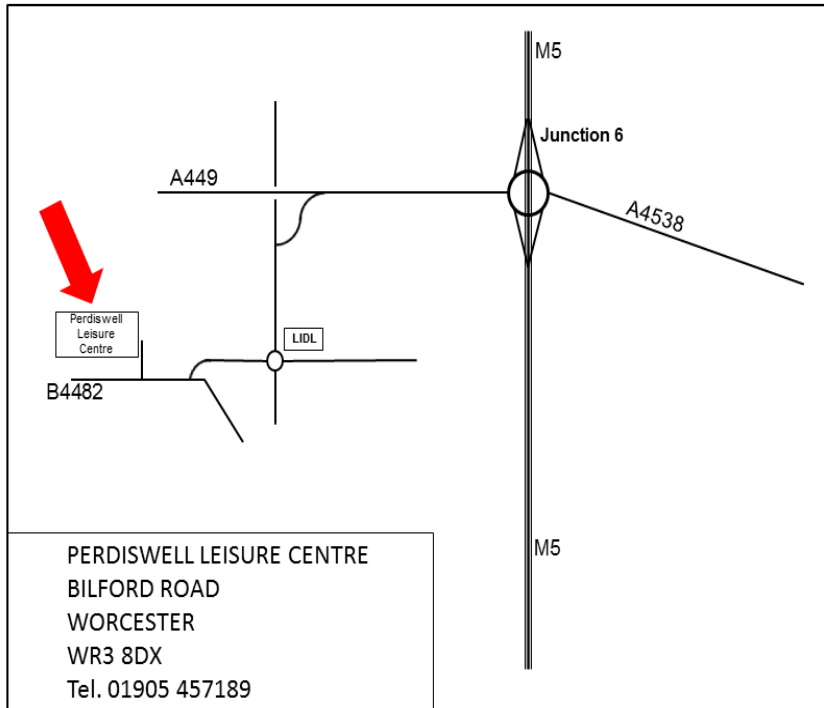 M5
Junction 6
A449
A4538
Perdiswell
Leisure
Centre
LIDL
B4482
M5
PERDISWELL LEISURE CENTRE
BILFORD ROAD
WORCESTER
WR3 8DX
Tel. 01905 457189